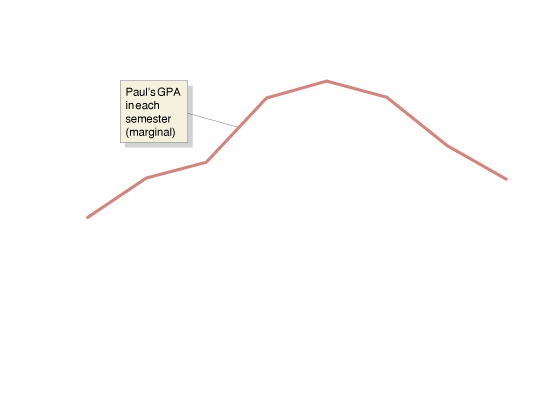 Paul's GPA
in each
semester
(marginal)